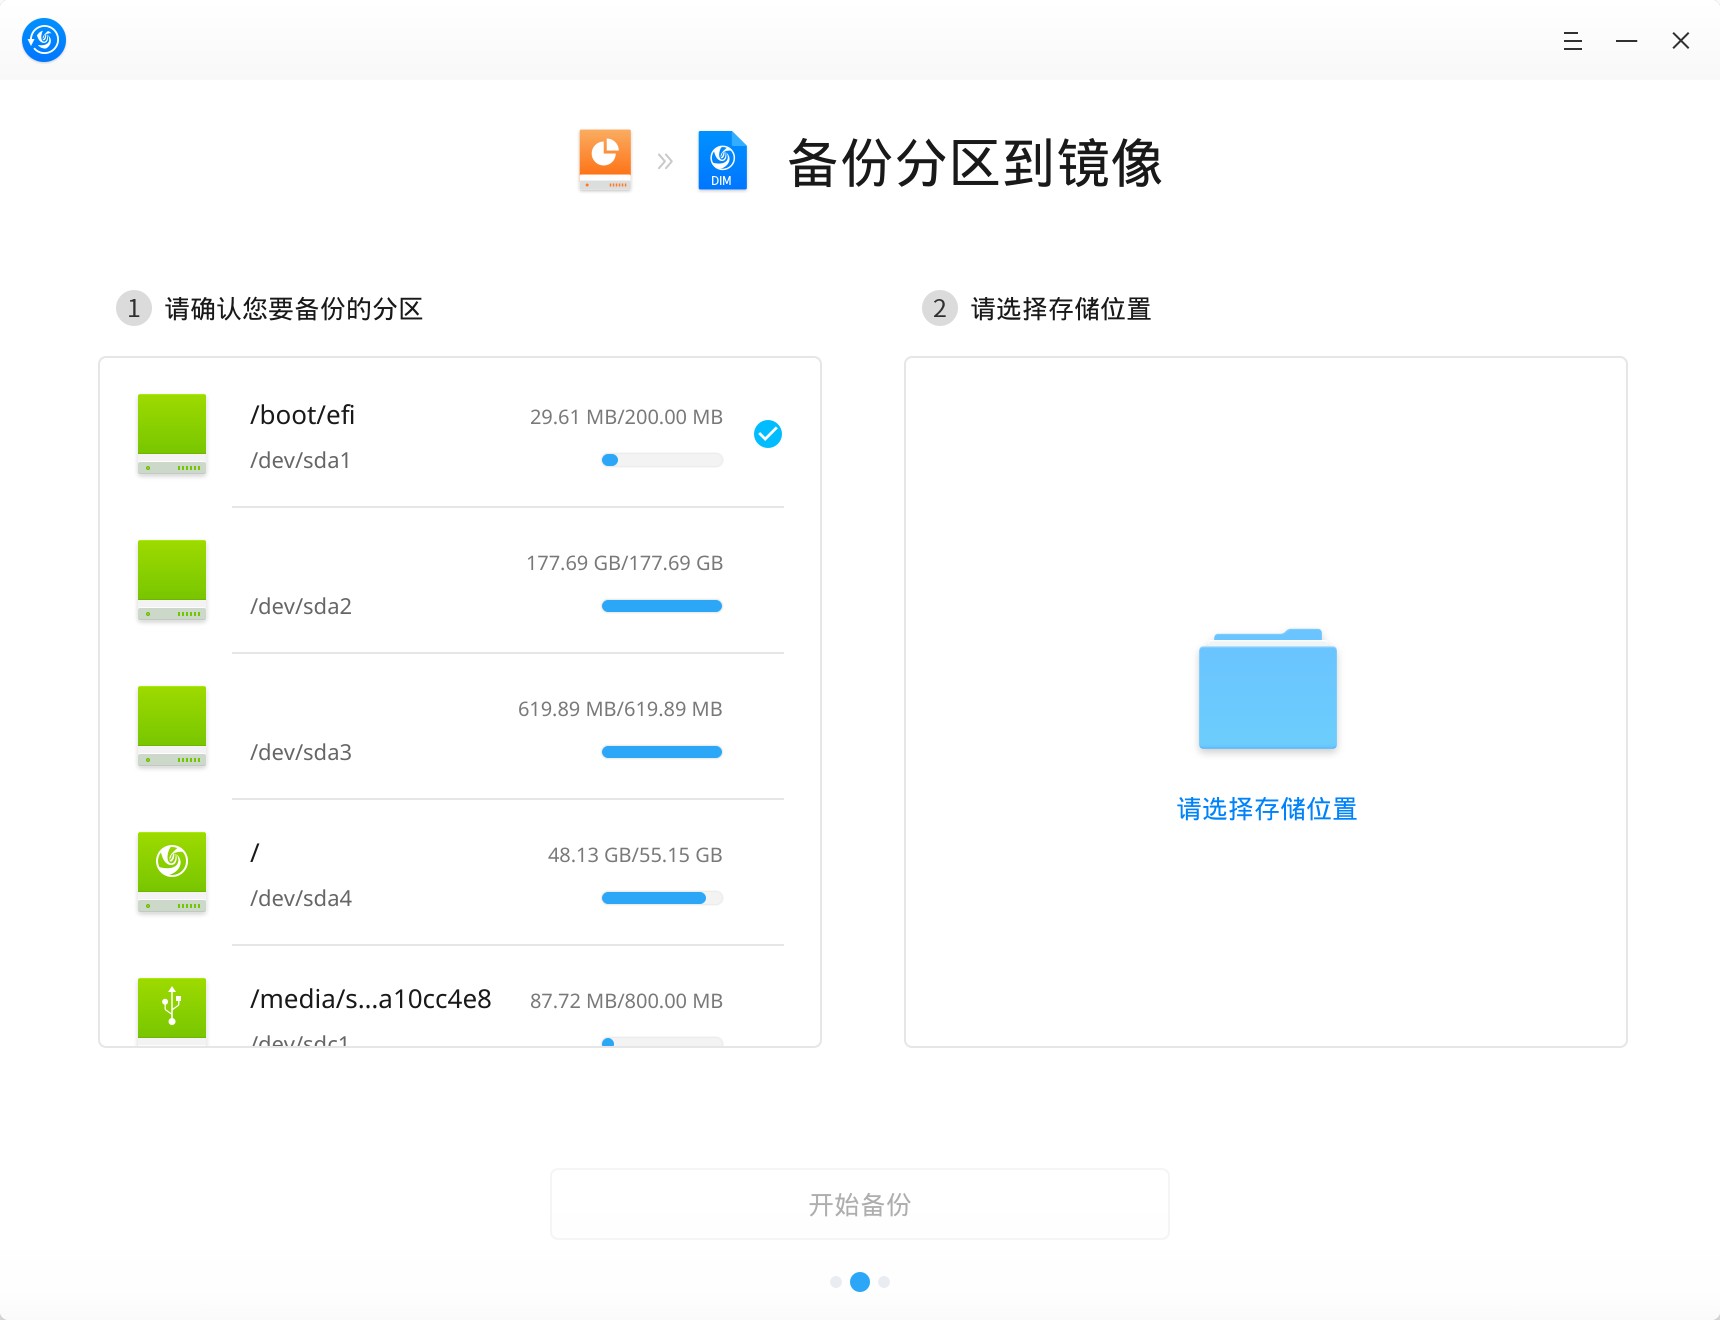 DIM
备份分区到镜像
1 请确认您要备份的分区
/boot/efi 29.61 MB/200.00 MB
/dev/sda1
177.69 GB/177.69 GB
/dev/sda2
619.89 MB/619.89 MB
/dev/sda3
/ 48.13 GB/55.15 GB
/dev/sda4
/media/s...a10cc4e8 87.72 MB/800.00 MB
/dev/sdc1
2 请选择存储位置
请选择存储位置
开始备份